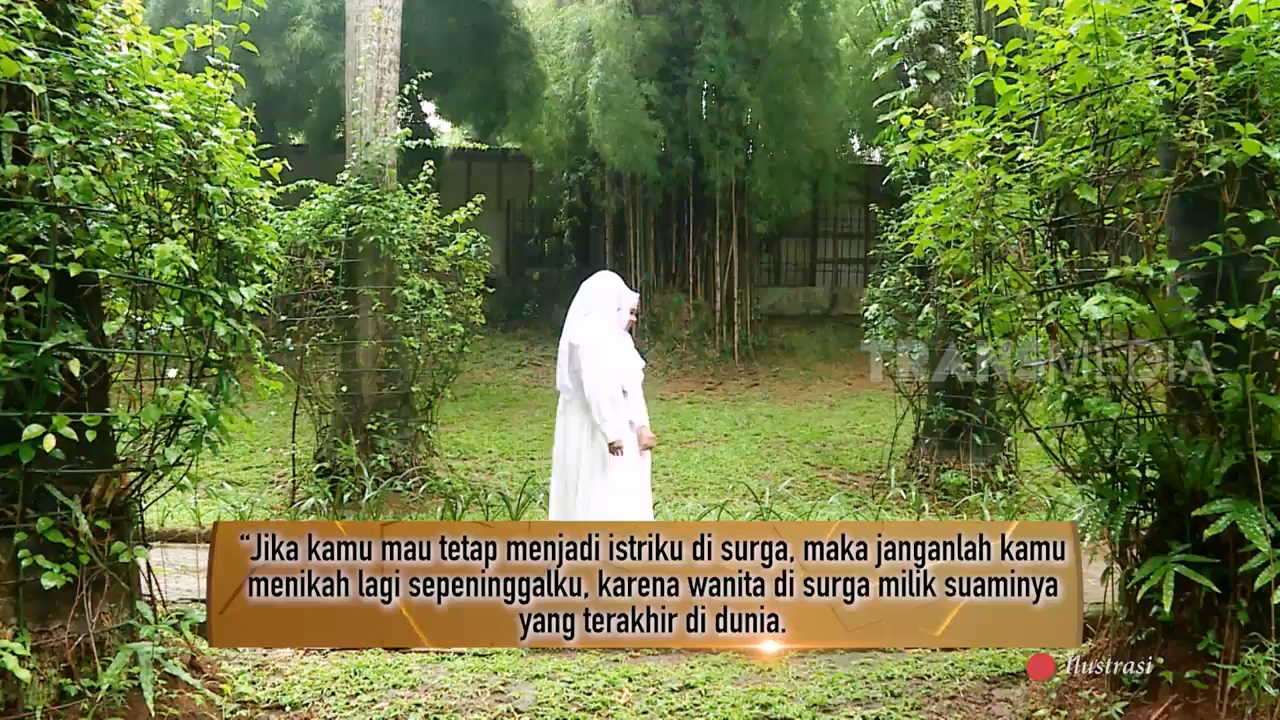 TRANSMEDIA
“Jika kamu mau tetap menjadi istriku di surga, maka janganlah kamu
menikah lagi sepeninggalku, karena wanita di surga milik suaminya
yang terakhir di dunia.
Ilustrasi